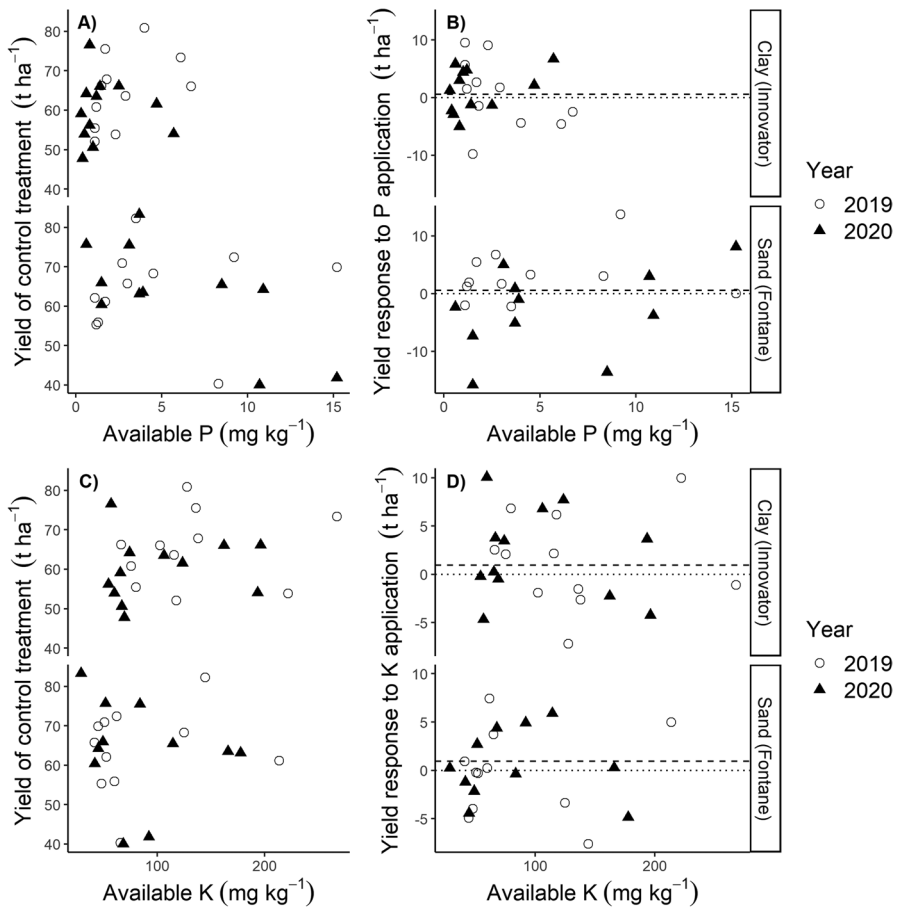 A)
Yield of control treatment (t ha⁻¹)
80
70
60
50
40
80
70
60
50
40
0
5
10
15
Available P (mg kg⁻¹)
B)
Yield response to P application (t ha⁻¹)
10
0
-10
10
0
-10
0
5
10
15
Available P (mg kg⁻¹)
Clay (Innovator)
Sand (Fontane)
Year
2019
2020
C)
Yield of control treatment (t ha⁻¹)
80
70
60
50
40
80
70
60
50
40
100
200
Available K (mg kg⁻¹)
D)
Yield response to K application (t ha⁻¹)
10
5
0
-5
10
5
0
-5
100
200
Available K (mg kg⁻¹)
Clay (Innovator)
Sand (Fontane)
Year
2019
2020